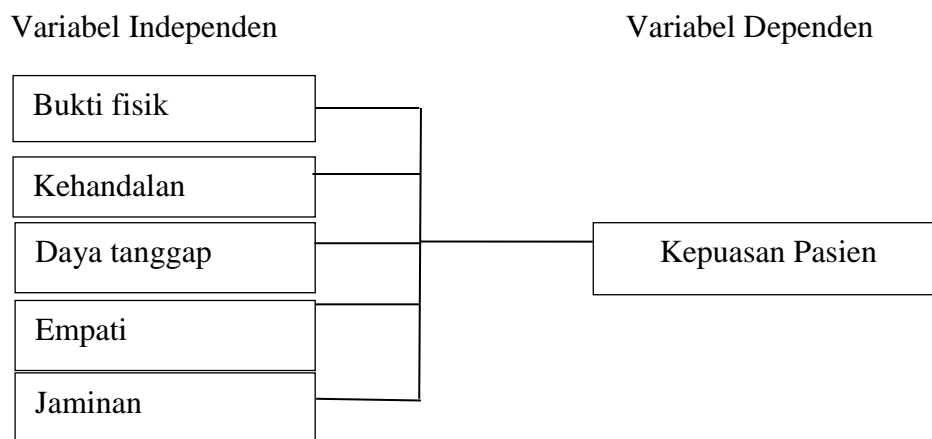 Variabel Independen
Variabel Dependen
Bukti fisik
Kehandalan
Daya tanggap
Kepuasan Pasien
Empati
Jaminan